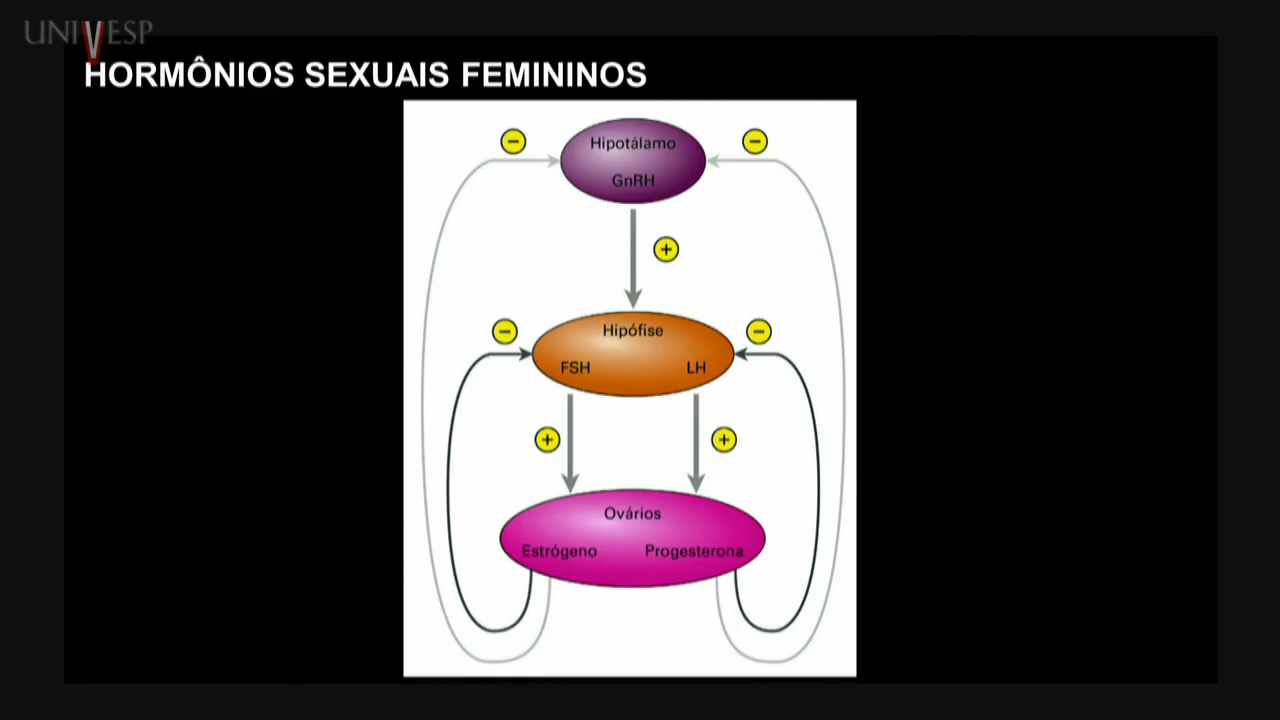 UNIVESP
HORMÔNIOS SEXUAIS FEMININOS
−
Hipotálamo
−
GnRH
+
−
Hipófise
−
FSH
LH
+
+
Ovários
Estrógeno
Progesterona